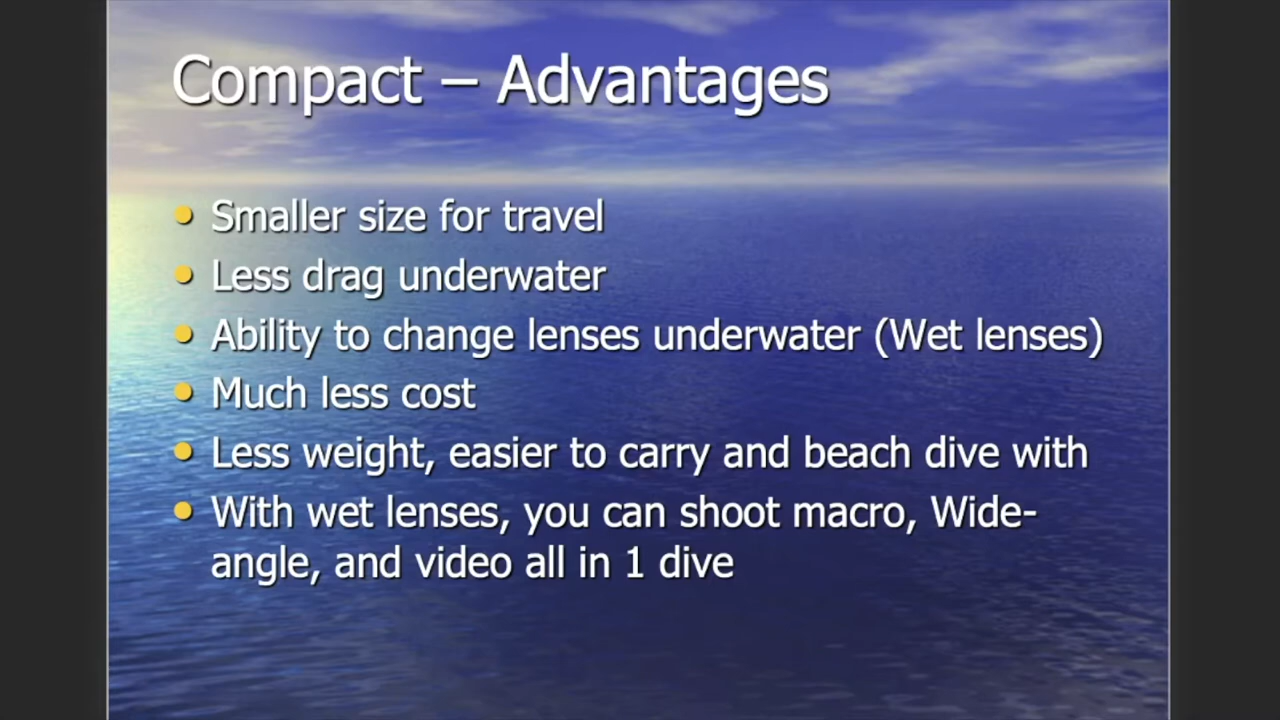 Compact – Advantages
Smaller size for travel
Less drag underwater
Ability to change lenses underwater (Wet lenses)
Much less cost
Less weight, easier to carry and beach dive with
With wet lenses, you can shoot macro, Wide-
angle, and video all in 1 dive